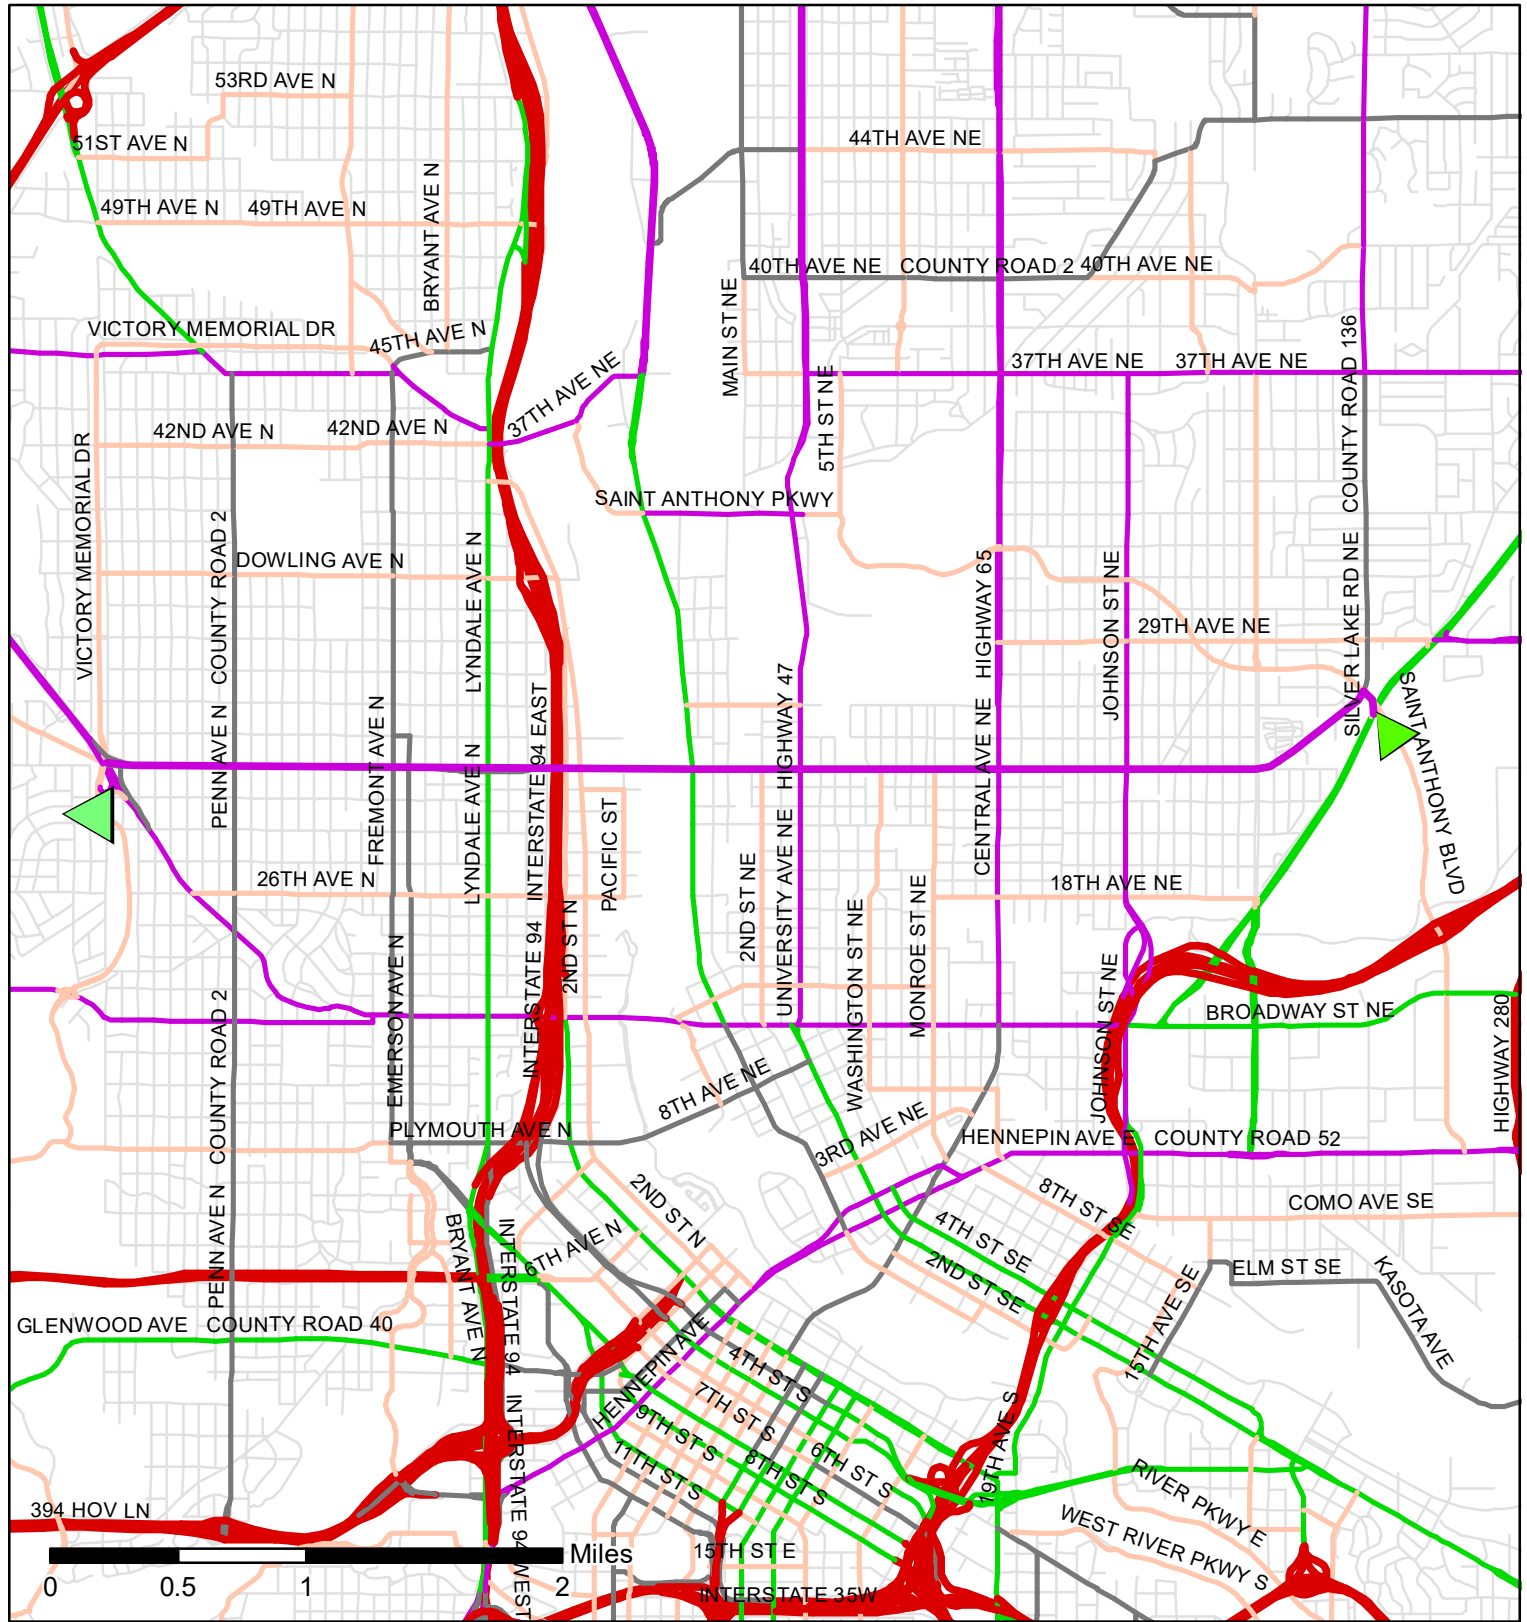 53RD AVE N
51ST AVE N
44TH AVE NE
49TH AVE N
49TH AVE N
BRYANT AVE N
40TH AVE NE
COUNTY ROAD 2
40TH AVE NE
MAIN ST NE
VICTORY MEMORIAL DR
45TH AVE N
37TH AVE NE
37TH AVE NE
37TH AVE NE
COUNTY ROAD 136
42ND AVE N
42ND AVE N
5TH ST NE
VICTORY MEMORIAL DR
SAINT ANTHONY PKWY
PENN AVE N
COUNTY ROAD 2
DOWLING AVE N
LYNDALE AVE N
HIGHWAY 65
JOHNSON ST NE
29TH AVE NE
SILVER LAKE RD NE
SAINT ANTHONY BLVD
INTERSTATE 94 EAST
HIGHWAY 47
FREMONT AVE N
LYNDALE AVE N
PACIFIC ST
CENTRAL AVE NE
26TH AVE N
18TH AVE NE
2ND ST NE
UNIVERSITY AVE NE
WASHINGTON ST NE
MONROE ST NE
INTERSTATE 94
2ND ST N
EMERSON AVE N
PENN AVE N
COUNTY ROAD 2
INTERSTATE 94
JOHNSON ST NE
BROADWAY ST NE
HIGHWAY 280
8TH AVE NE
PLYMOUTH AVE N
3RD AVE NE
HENNEPIN AVE E
COUNTY ROAD 52
2ND ST N
8TH ST SE
COMO AVE SE
BRYANT AVE N
INTERSTATE 94
6TH AVE N
4TH ST SE
2ND ST SE
ELM ST SE
KASOTA AVE
15TH AVE SE
GLENWOOD AVE
COUNTY ROAD 40
HENNEPIN AVE
4TH ST S
7TH ST S
9TH ST S
11TH ST S
8TH ST S
6TH ST S
19TH AVE S
INTERSTATE 94 WEST
RIVER PKWY E
WEST RIVER PKWY S
394 HOV LN
15TH ST E
INTERSTATE 35W
Miles
0 0.5 1 2